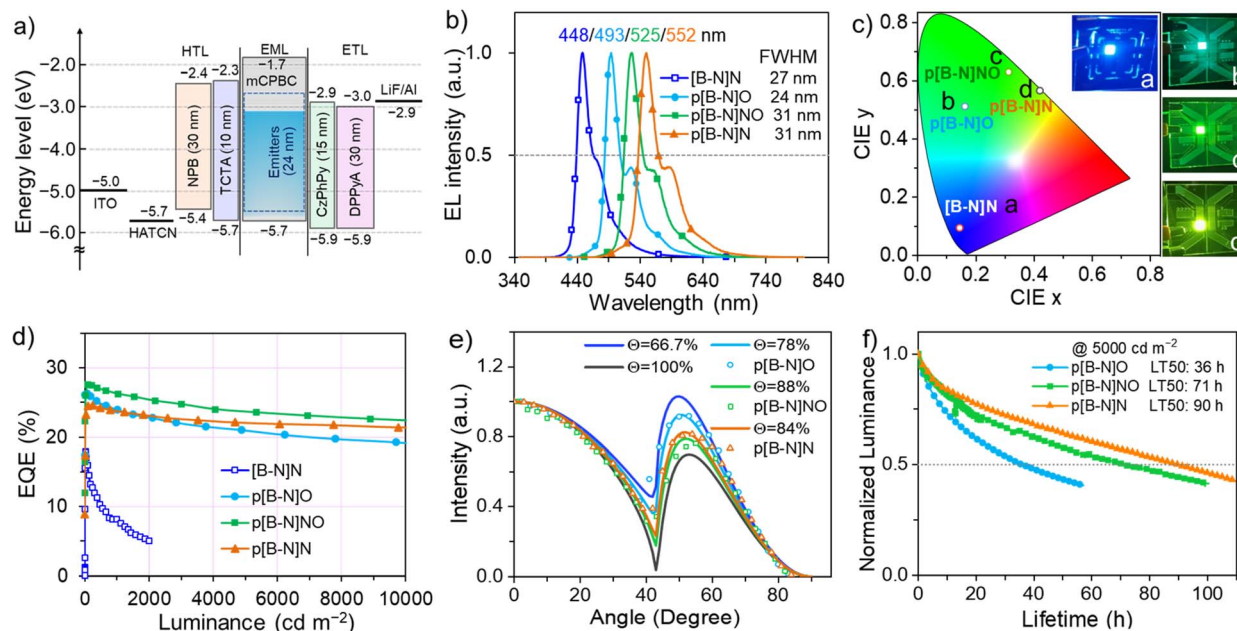 a)
HTL EML ETL
Energy level (eV)
−2.0
−3.0
−4.0
−5.0
−6.0
−5.0
ITO
−5.7
HATCN
−2.4
NPB (30 nm)
−5.4
−2.3
TCTA (10 nm)
−5.7
−1.7
mCPBC
Emitters
(24 nm)
−5.7
−2.9
CzPhPy (15 nm)
−5.9
−3.0
DPPyA (30 nm)
−5.9
LiF/Al
−2.9
b)
448/493/525/552 nm
FWHM
[B-N]N 27 nm
p[B-N]O 24 nm
p[B-N]NO 31 nm
p[B-N]N 31 nm
EL intensity (a.u.)
1.0
0.5
0.0
340 440 540 640 740 840
Wavelength (nm)
c)
CIE y
0.8
0.6
0.4
0.2
0.0
c
p[B-N]NO
d
b
p[B-N]N
p[B-N]O
[B-N]N
a
a
b
0.0 0.2 0.4 0.6 0.8
CIE x
d)
EQE (%)
30
20
10
0
[B-N]N
p[B-N]O
p[B-N]NO
p[B-N]N
0 2000 4000 6000 8000 10000
Luminance (cd m⁻²)
e)
Intensity (a.u.)
1.2
0.9
0.6
0.3
0.0
Θ=66.7% Θ=78%
Θ=100% p[B-N]O
Θ=88%
p[B-N]NO
Θ=84%
p[B-N]N
0 20 40 60 80
Angle (Degree)
f)
Normalized Luminance
1.0
0.5
0.0
@ 5000 cd m⁻²
p[B-N]O LT50: 36 h
p[B-N]NO LT50: 71 h
p[B-N]N LT50: 90 h
0 20 40 60 80 100
Lifetime (h)